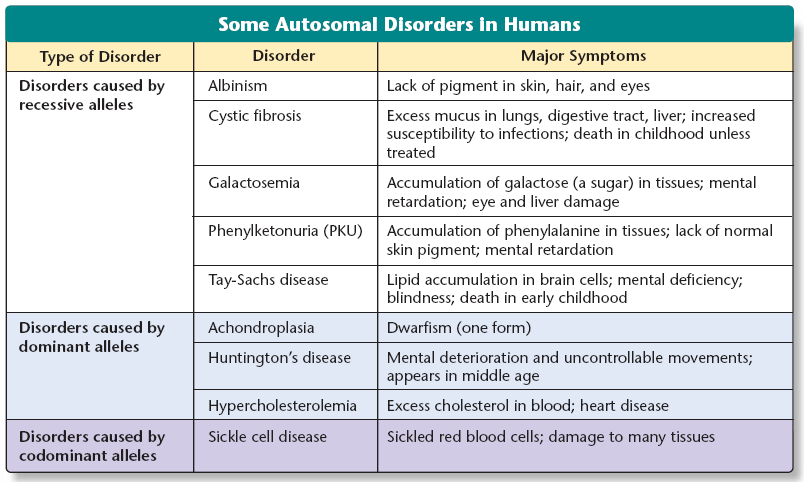 Some Autosomal Disorders in Humans
Type of Disorder
Disorder
Major Symptoms
Disorders caused by
recessive alleles
Albinism
Lack of pigment in skin, hair, and eyes
Cystic fibrosis
Excess mucus in lungs, digestive tract, liver; increased
susceptibility to infections; death in childhood unless
treated
Galactosemia
Accumulation of galactose (a sugar) in tissues; mental
retardation; eye and liver damage
Phenylketonuria (PKU)
Accumulation of phenylalanine in tissues; lack of normal
skin pigment; mental retardation
Tay-Sachs disease
Lipid accumulation in brain cells; mental deficiency;
blindness; death in early childhood
Disorders caused by
dominant alleles
Achondroplasia
Dwarfism (one form)
Huntington’s disease
Mental deterioration and uncontrollable movements;
appears in middle age
Hypercholesterolemia
Excess cholesterol in blood; heart disease
Disorders caused by
codominant alleles
Sickle cell disease
Sickled red blood cells; damage to many tissues